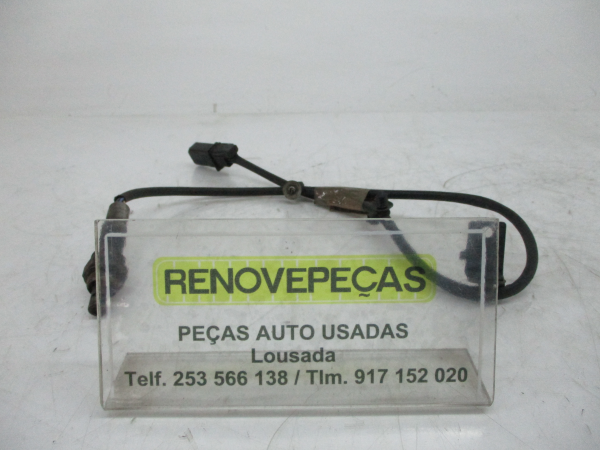 RENOVEPEÇAS
PEÇAS AUTO USADAS
Lousada
Telf. 253 566 138 / Tlm. 917 152 020